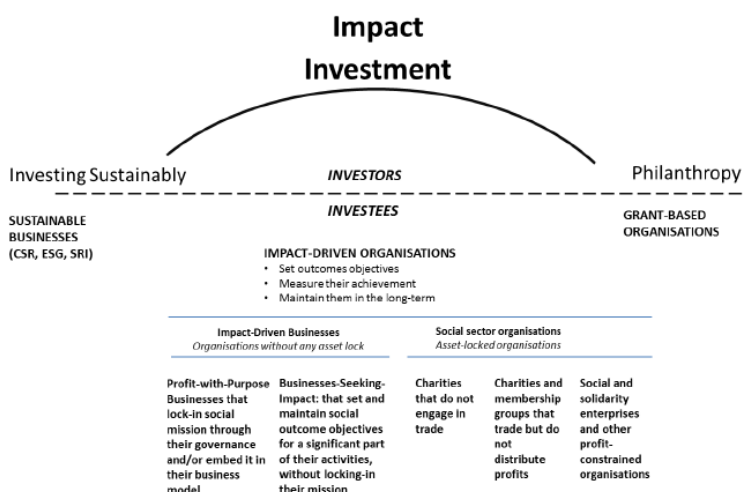 Impact
Investment
Investing Sustainably
INVESTORS
Philanthropy
INVESTEES
SUSTAINABLE
BUSINESSES
(CSR, ESG, SRI)
GRANT-BASED
ORGANISATIONS
IMPACT-DRIVEN ORGANISATIONS
• Set outcomes objectives
• Measure their achievement
• Maintain them in the long-term
Impact-Driven Businesses
Organisations without any asset lock
Social sector organisations
Asset-locked organisations
Profit-with-Purpose
Businesses that
lock-in social
mission through
their governance
and/or embed it in
their business
model
Businesses-Seeking-
Impact: that set and
maintain social
outcome objectives
for a significant part
of their activities,
without locking-in
their mission
Charities
that do not
engage in
trade
Charities and
membership
groups that
trade but do
not
distribute
profits
Social and
solidarity
enterprises
and other
profit-
constrained
organisations